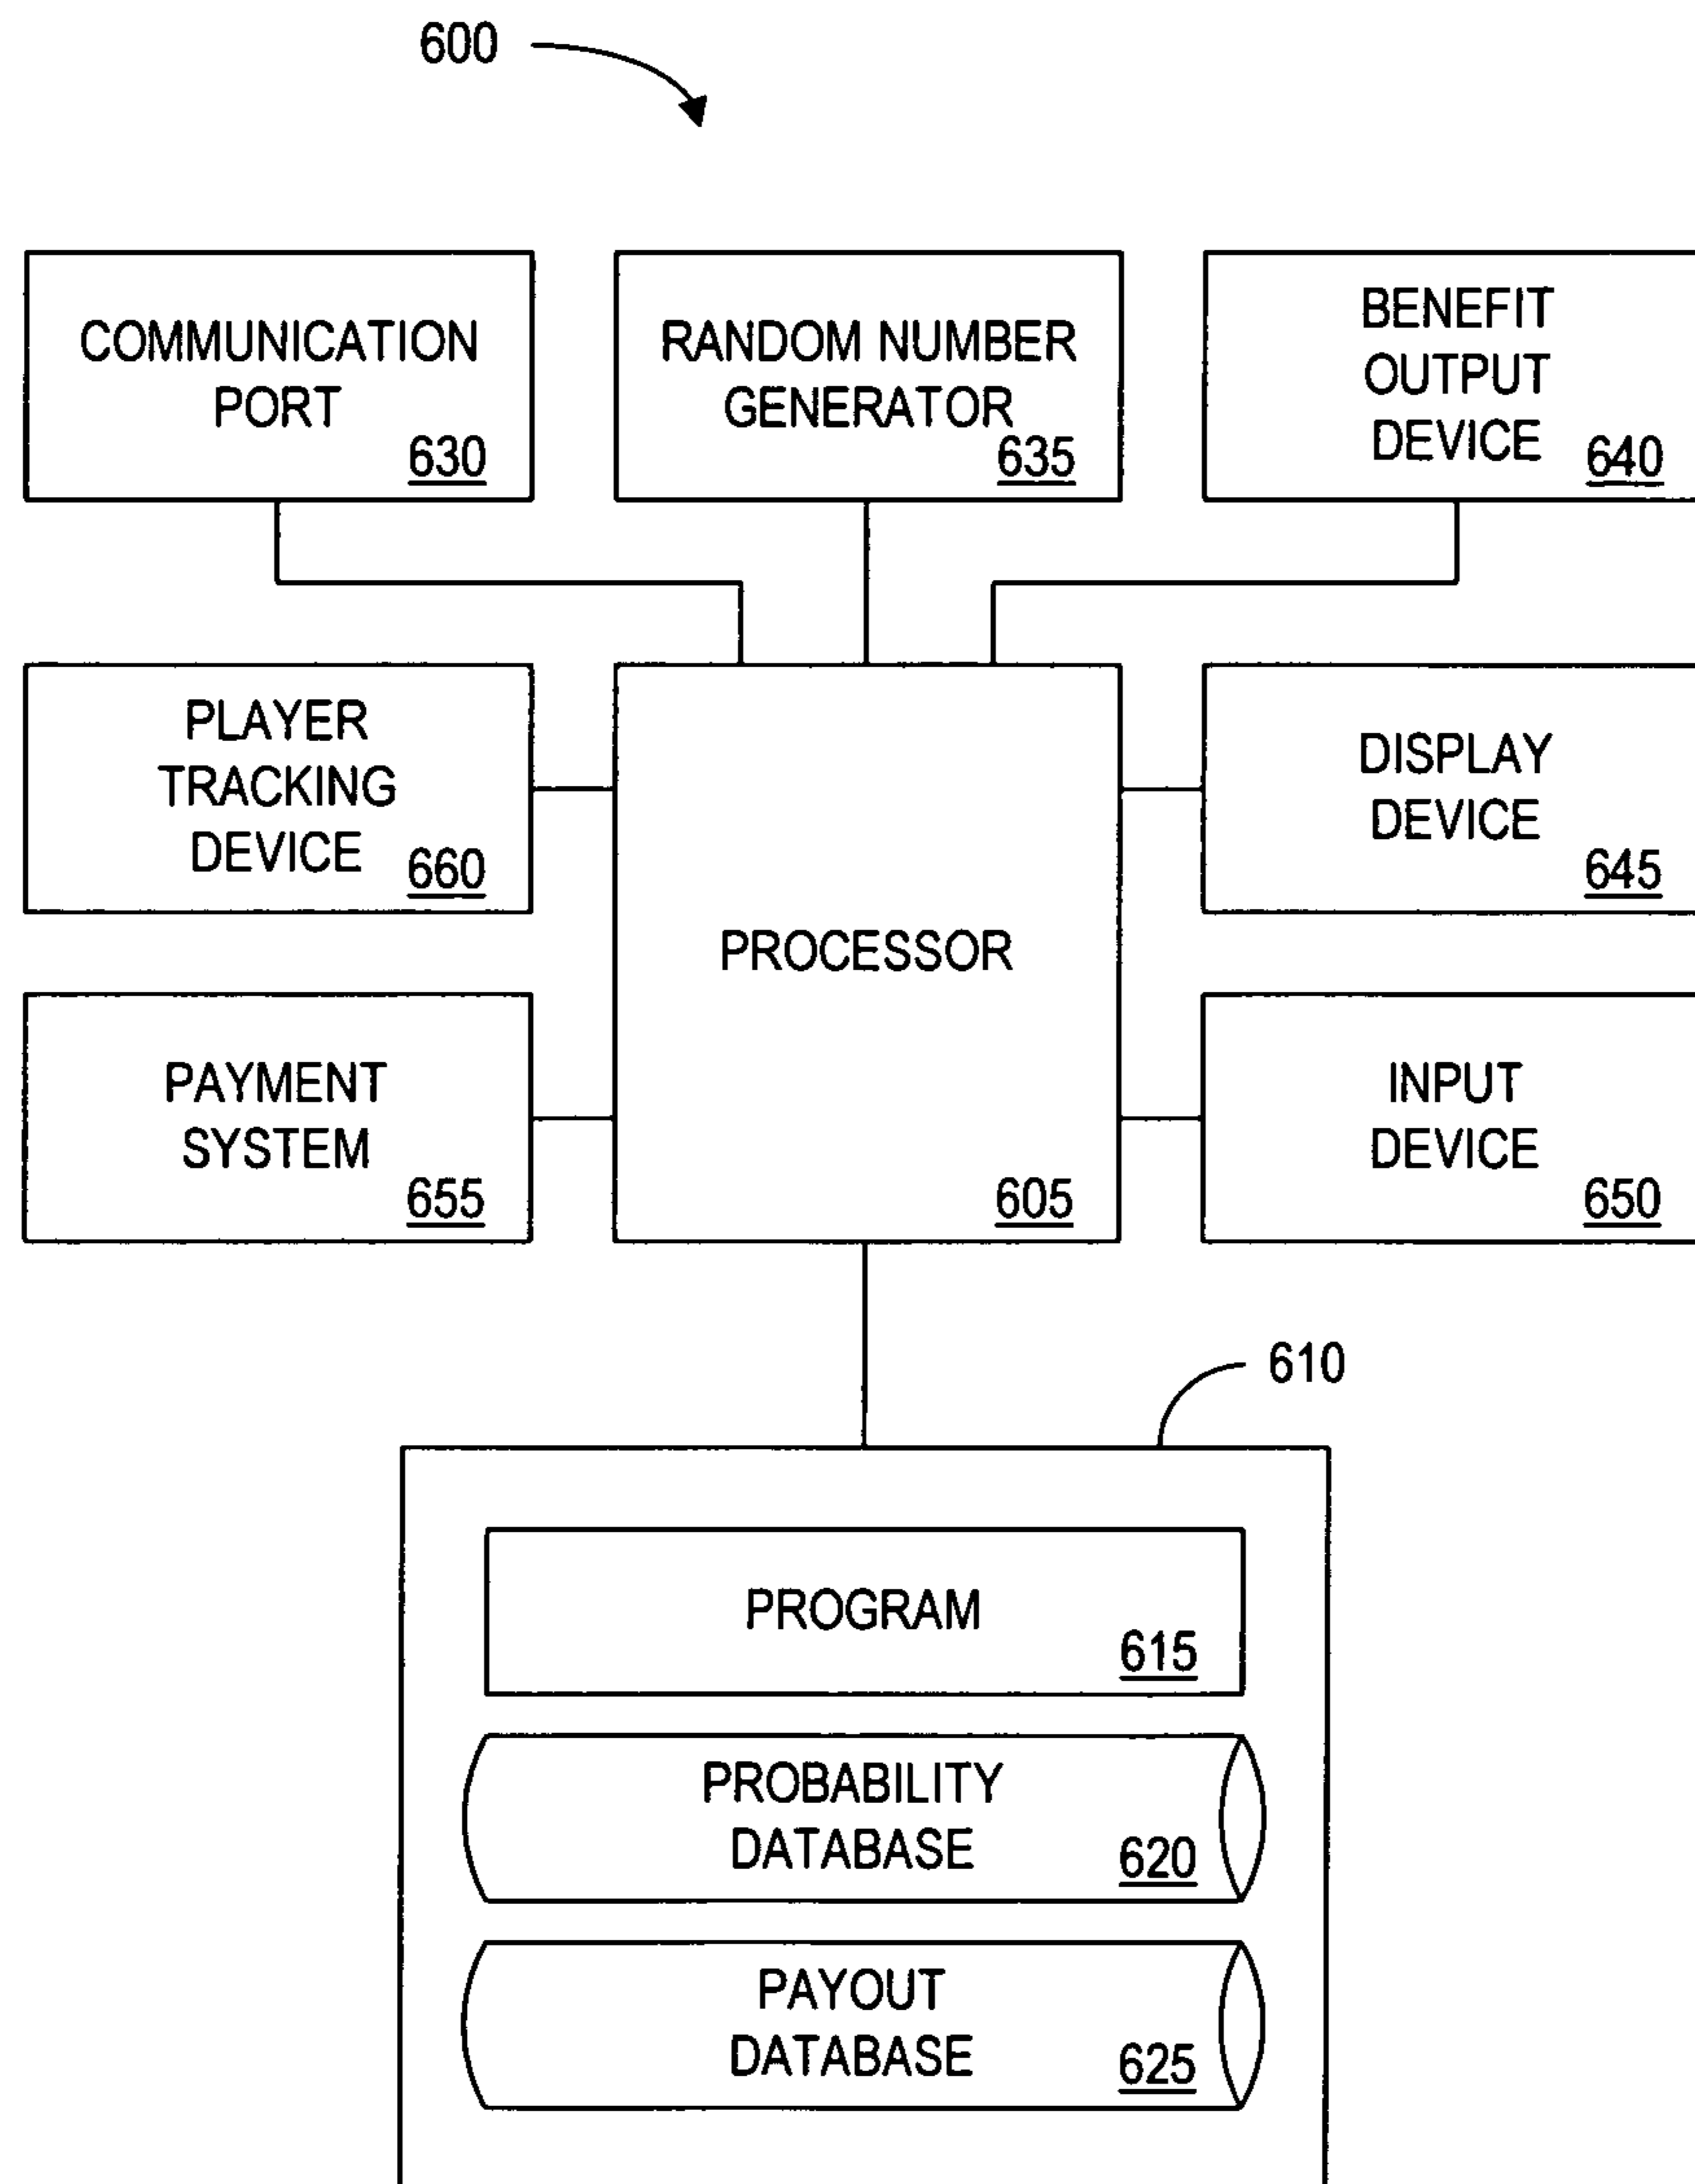 600
COMMUNICATION
PORT
630
RANDOM NUMBER
GENERATOR
635
BENEFIT
OUTPUT
DEVICE
640
PLAYER
TRACKING
DEVICE
660
PROCESSOR
605
DISPLAY
DEVICE
645
PAYMENT
SYSTEM
655
INPUT
DEVICE
650
610
PROGRAM
615
PROBABILITY
DATABASE
620
PAYOUT
DATABASE
625